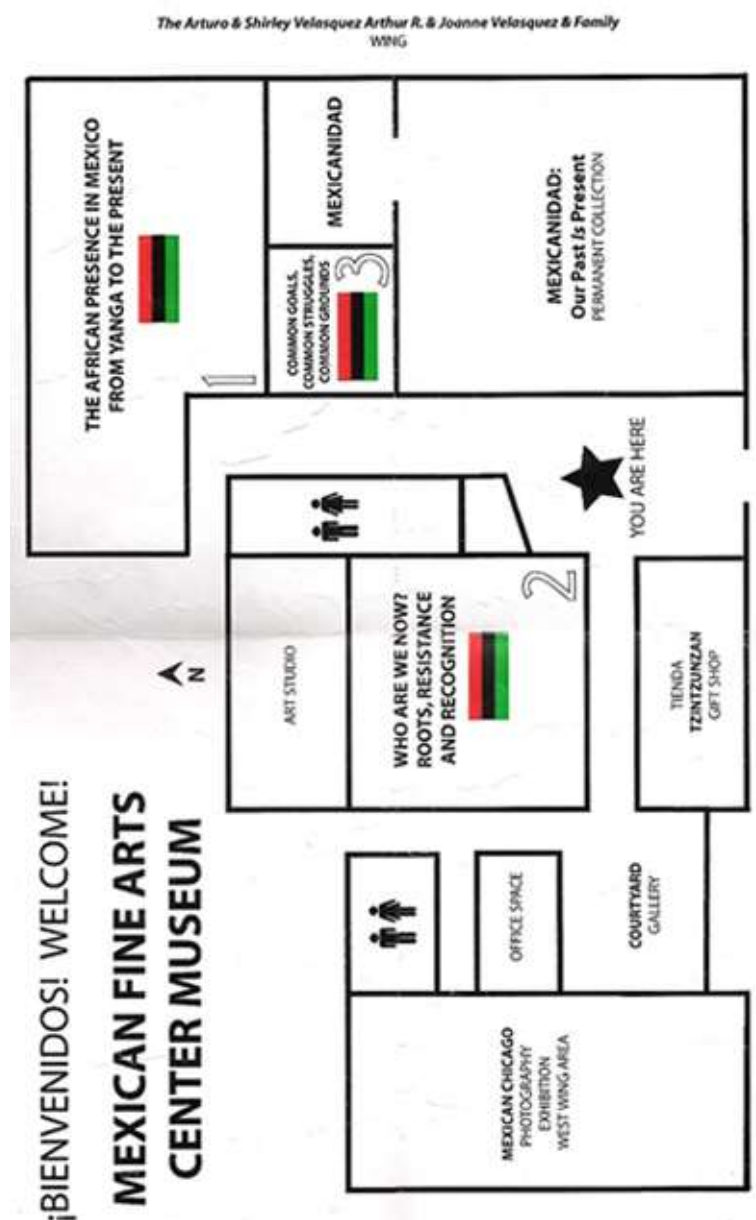 The Arturo & Shirley Velasquez Arthur R. & Joanne Velasquez & Family
WING
¡BIENVENIDOS! WELCOME!
MEXICAN FINE ARTS
CENTER MUSEUM
N
THE AFRICAN PRESENCE IN MEXICO
FROM YANGA TO THE PRESENT
1
MEXICANIDAD
COMMON GOALS,
COMMON STRUGGLES,
COMMON GROUNDS
3
MEXICANIDAD:
Our Past Is Present
PERMANENT COLLECTION
ART STUDIO
WHO ARE WE NOW?
ROOTS, RESISTANCE
AND RECOGNITION
2
YOU ARE HERE
TIENDA
TZINTZUNZAN
GIFT SHOP
OFFICE SPACE
COURTYARD
GALLERY
MEXICAN CHICAGO
PHOTOGRAPHY
EXHIBITION
WEST WING AREA